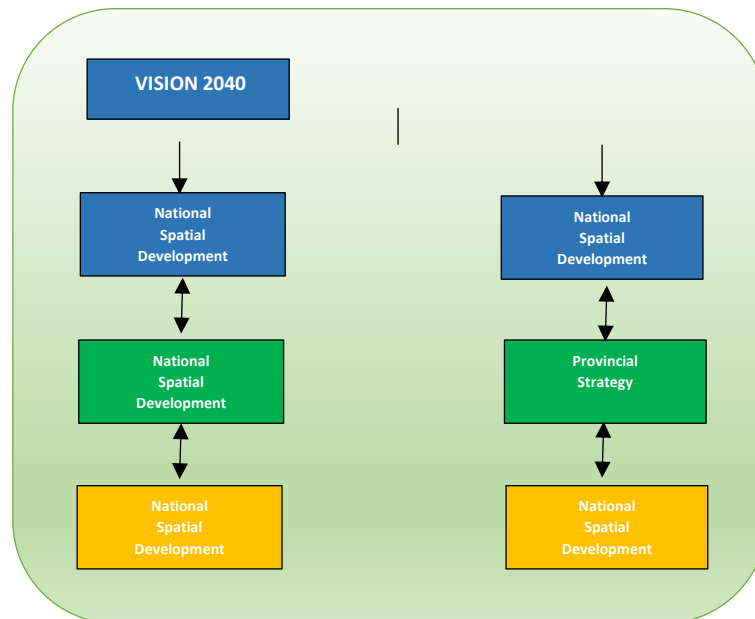 VISION 2040
National
Spatial
Development
National
Spatial
Development
National
Spatial
Development
Provincial
Strategy
National
Spatial
Development
National
Spatial
Development